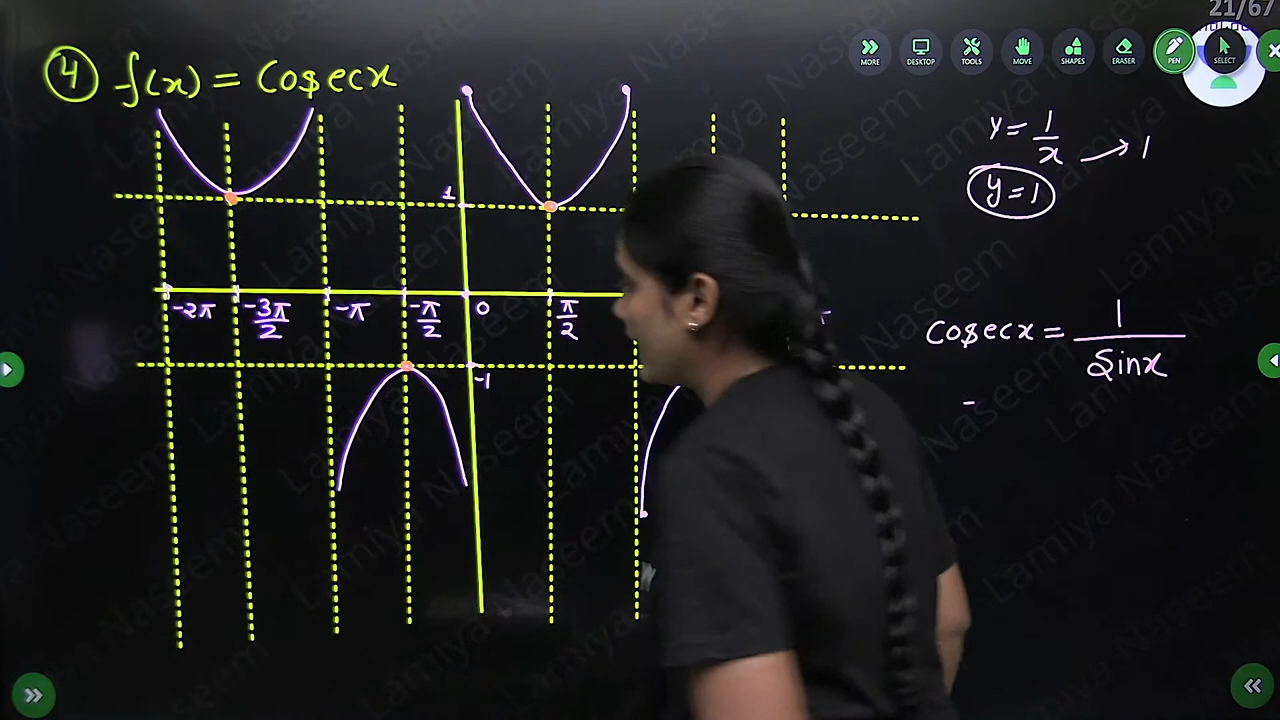 21/67
MORE DESKTOP TOOLS MOVE SHAPES ERASER PEN SELECT
④ f(x) = Cosecx
y = 1/x → 1
y = 1
1
-2π -3π/2 -π -π/2 0 π/2
-1
Cosecx = 1/Sinx
-
Lamiya Naseem